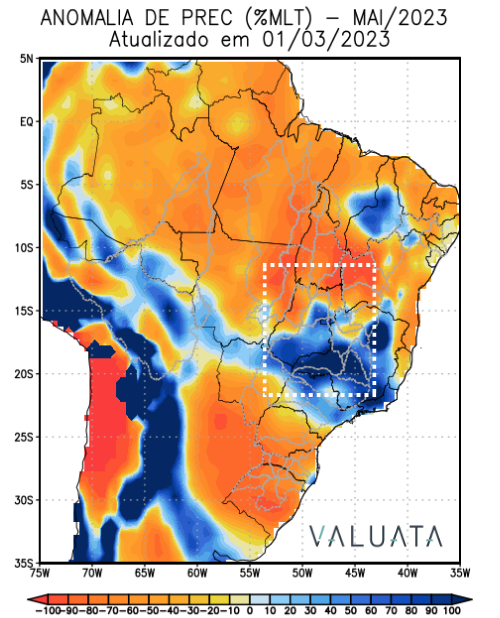 ANOMALIA DE PREC (%MLT) – MAI/2023
Atualizado em 01/03/2023
5N
EQ
5S
10S
15S
20S
25S
30S
35S
VALUATA
75W 70W 65W 60W 55W 50W 45W 40W 35W
-100-90-80-70-60-50-40-30-20-10 0 10 20 30 40 50 60 70 80 90 100